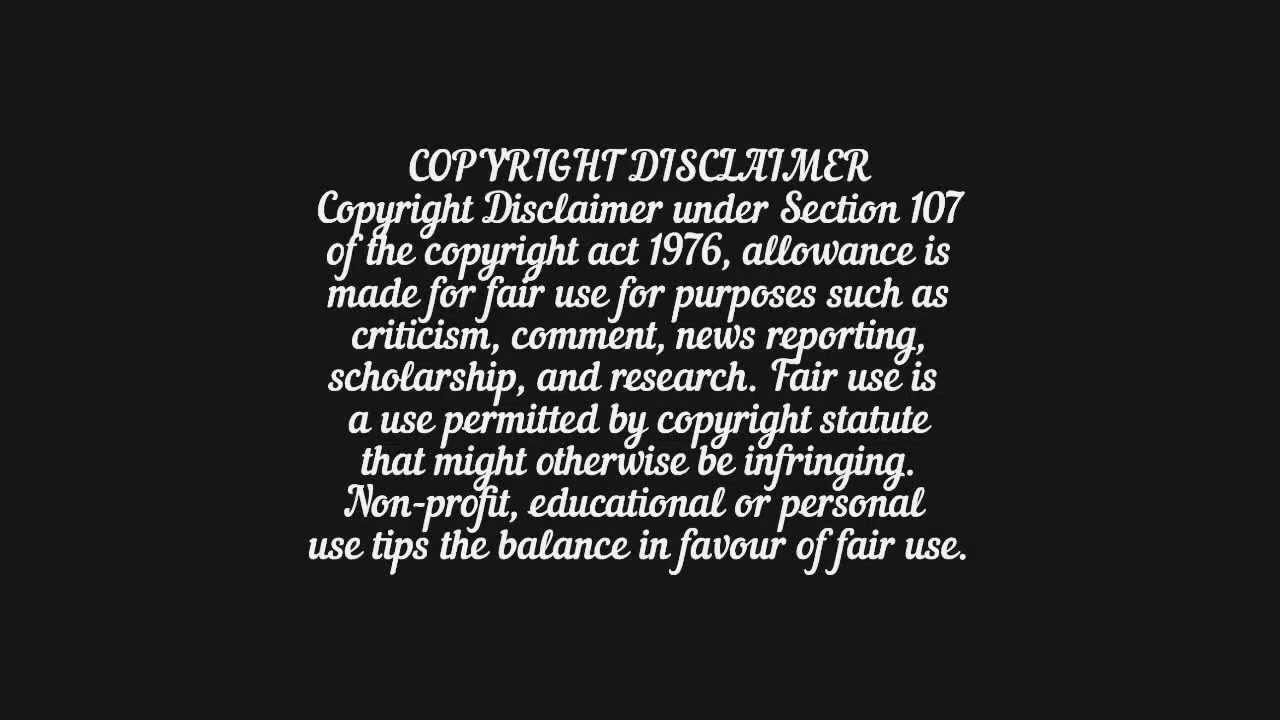 COPYRIGHT DISCLAIMER
Copyright Disclaimer under Section 107
of the copyright act 1976, allowance is
made for fair use for purposes such as
criticism, comment, news reporting,
scholarship, and research. Fair use is
a use permitted by copyright statute
that might otherwise be infringing.
Non-profit, educational or personal
use tips the balance in favour of fair use.